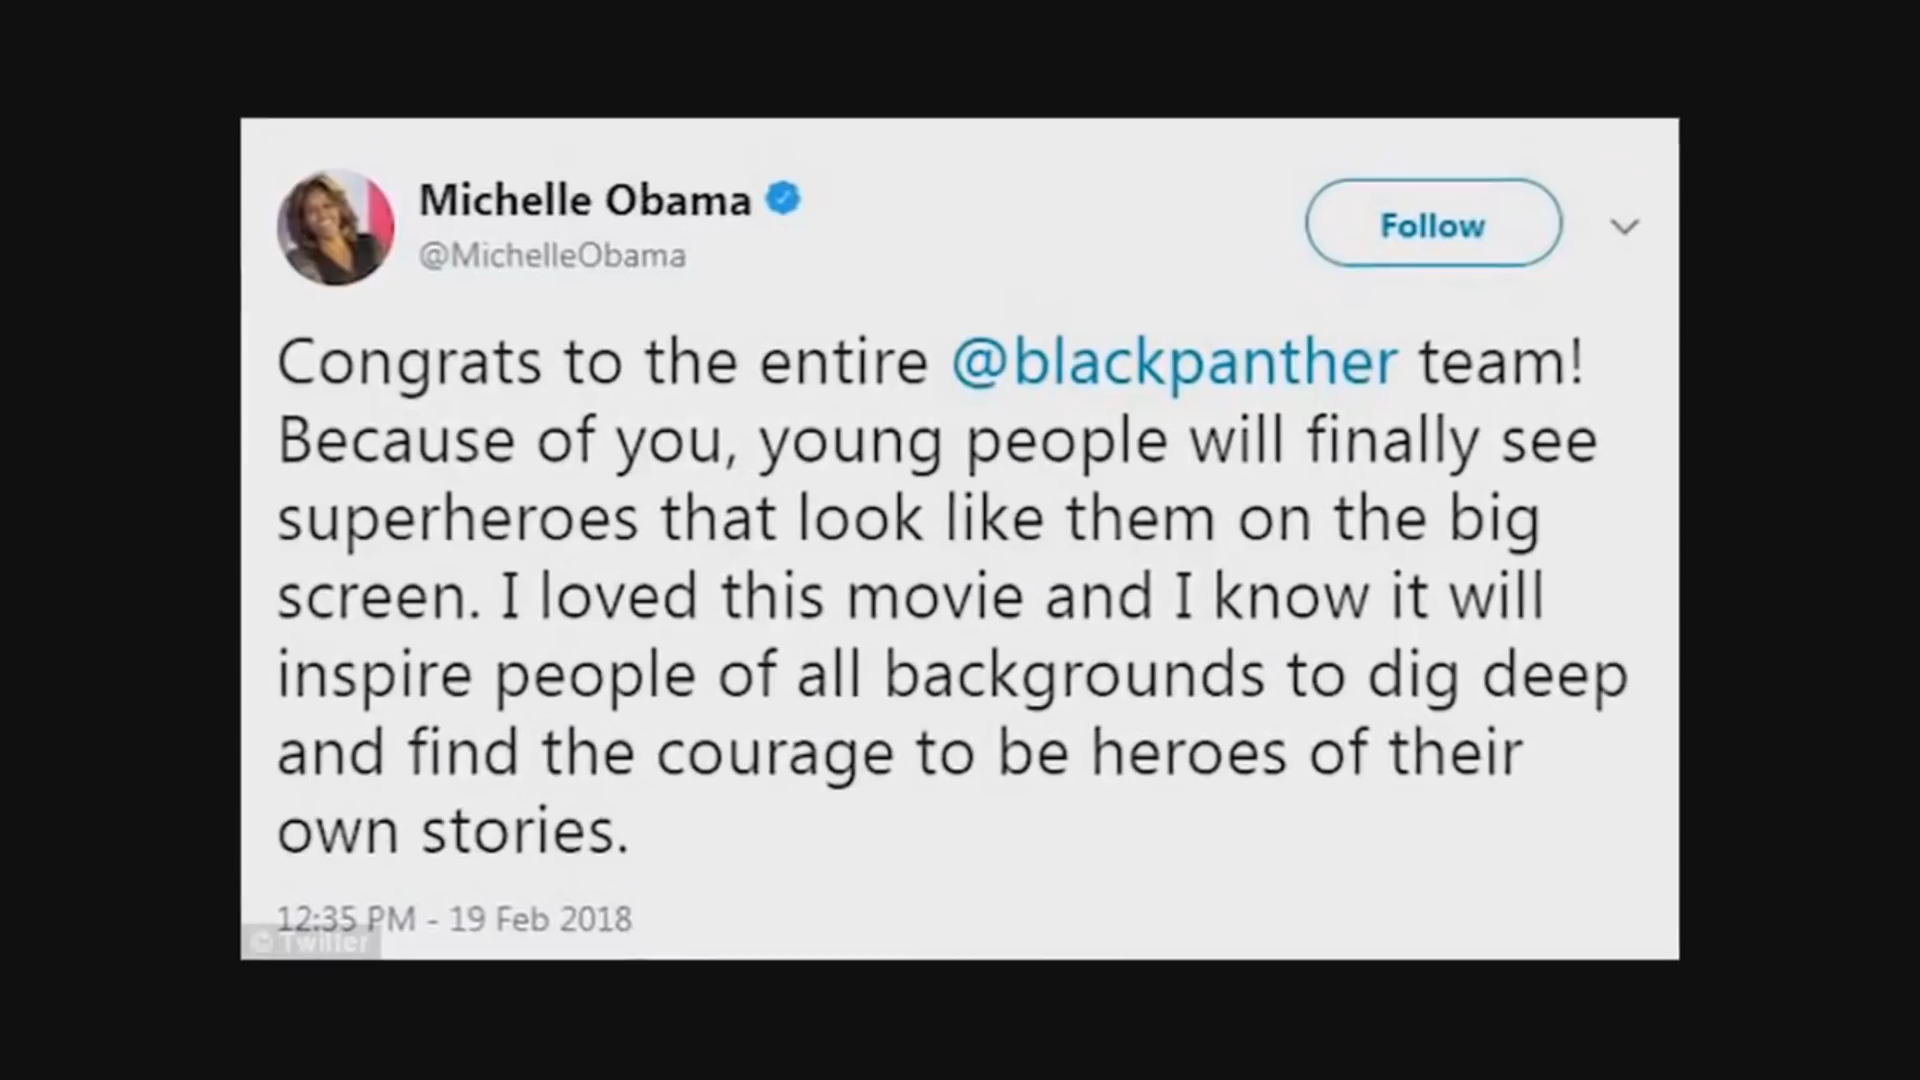 Michelle Obama
@MichelleObama
Follow
Congrats to the entire @blackpanther team!
Because of you, young people will finally see
superheroes that look like them on the big
screen. I loved this movie and I know it will
inspire people of all backgrounds to dig deep
and find the courage to be heroes of their
own stories.
12:35 PM - 19 Feb 2018
© Twitter